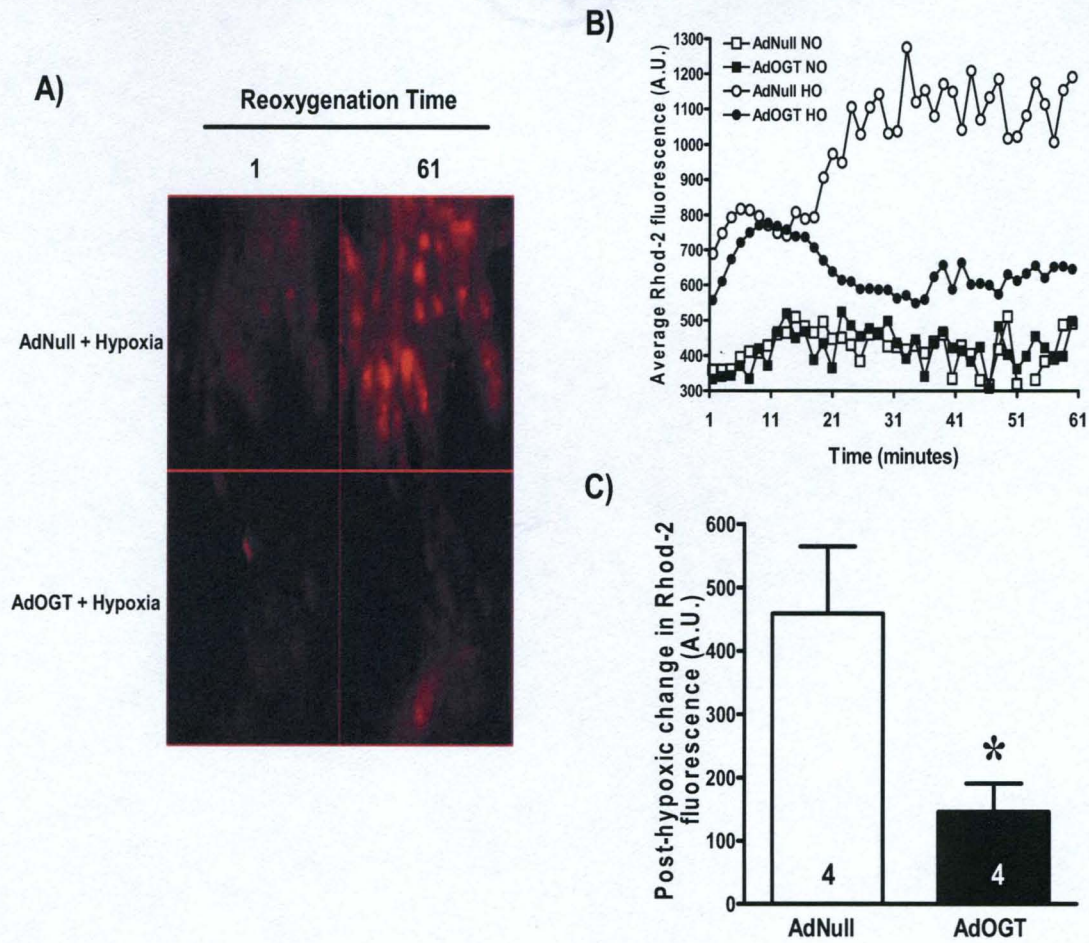 A)
Reoxygenation Time
1 61
AdNull + Hypoxia
AdOGT + Hypoxia
B)
AdNull NO
AdOGT NO
AdNull HO
AdOGT HO
Average Rhod-2 fluorescence (A.U.)
1300
1200
1100
1000
900
800
700
600
500
400
300
1 11 21 31 41 51 61
Time (minutes)
C)
Post-hypoxic change in Rhod-2
fluorescence (A.U.)
600
500
400
300
200
100
0
*
4 4
AdNull AdOGT